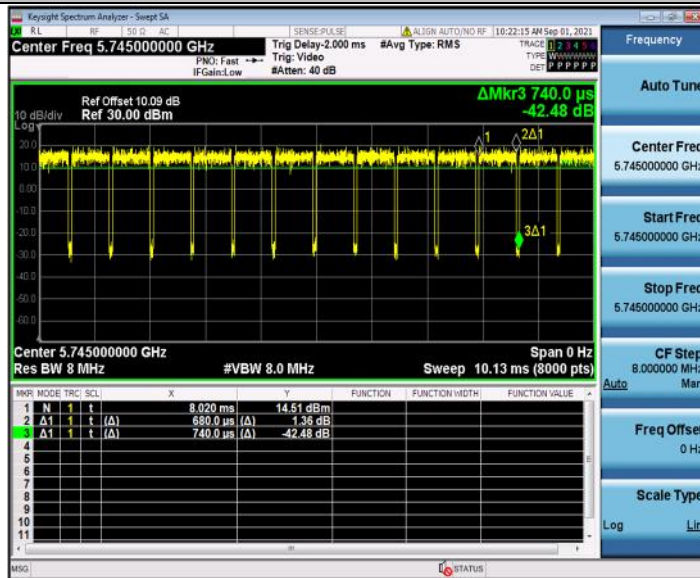 Keysight Spectrum Analyzer - Swept SA
RL RF 50 Ω AC SENSE:PULSE ALIGN AUTO/NO RF 10:22:15 AM Sep 01, 2021
Center Freq 5.745000000 GHz
Trig Delay-2.000 ms #Avg Type: RMS
TRACE 1 2 3 4 5 6
PNO: Fast Trig: Video TYPE WWWWWW
IFGain:Low #Atten: 40 dB DET P P P P P P
ΔMkr3 740.0 µs
-42.48 dB
Ref Offset 10.09 dB
10 dB/div Ref 30.00 dBm
Log
20.0
10.0
0.00
-10.0
-20.0
-30.0
-40.0
-50.0
-60.0
1
2Δ1
3Δ1
Center 5.745000000 GHz Span 0 Hz
Res BW 8 MHz #VBW 8.0 MHz Sweep 10.13 ms (8000 pts)
MKR MODE TRC SCL X Y FUNCTION FUNCTION WIDTH FUNCTION VALUE
1 N 1 t 8.020 ms 14.51 dBm
2 Δ1 1 t (Δ) 680.0 µs (Δ) 1.36 dB
3 Δ1 1 t (Δ) 740.0 µs (Δ) -42.48 dB
4
5
6
7
8
9
10
11
MSG STATUS
Frequency
Auto Tune
Center Freq
5.745000000 GHz
Start Freq
5.745000000 GHz
Stop Freq
5.745000000 GHz
CF Step
8.000000 MHz
Auto Man
Freq Offset
0 Hz
Scale Type
Log Lin